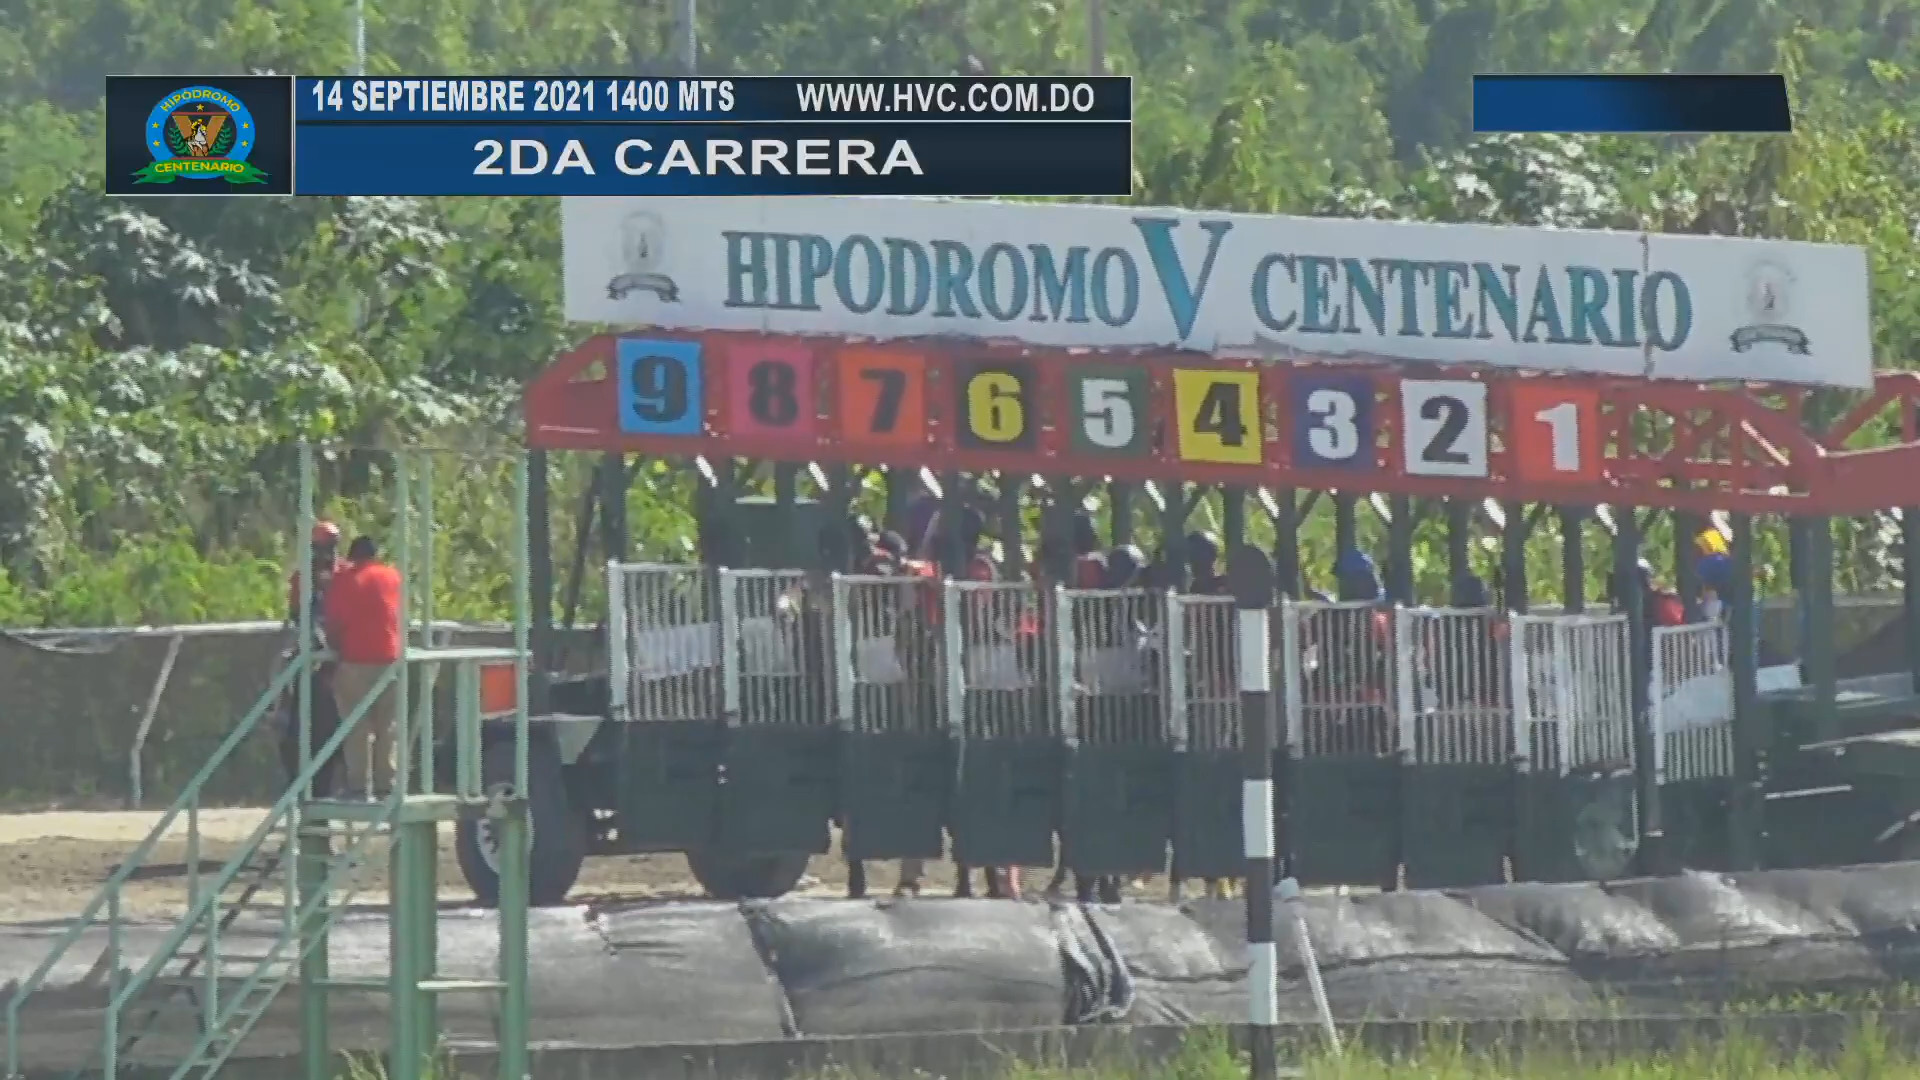 HIPÓDROMO
V
CENTENARIO
14 SEPTIEMBRE 2021 1400 MTS WWW.HVC.COM.DO
2DA CARRERA
HIPODROMO V CENTENARIO
9 8 7 6 5 4 3 2 1